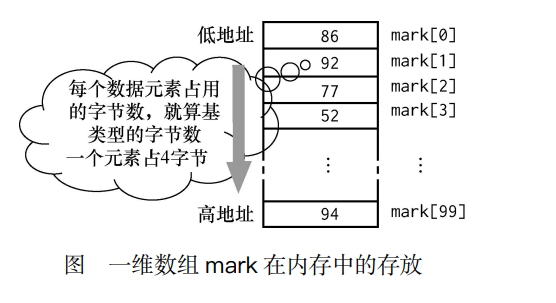 低地址 86 mark[0]
92 mark[1]
77 mark[2]
52 mark[3]
每个数据元素占用
的字节数，就算基
类型的字节数
一个元素占4字节
⋮ ⋮
高地址 94 mark[99]
图 一维数组 mark 在内存中的存放